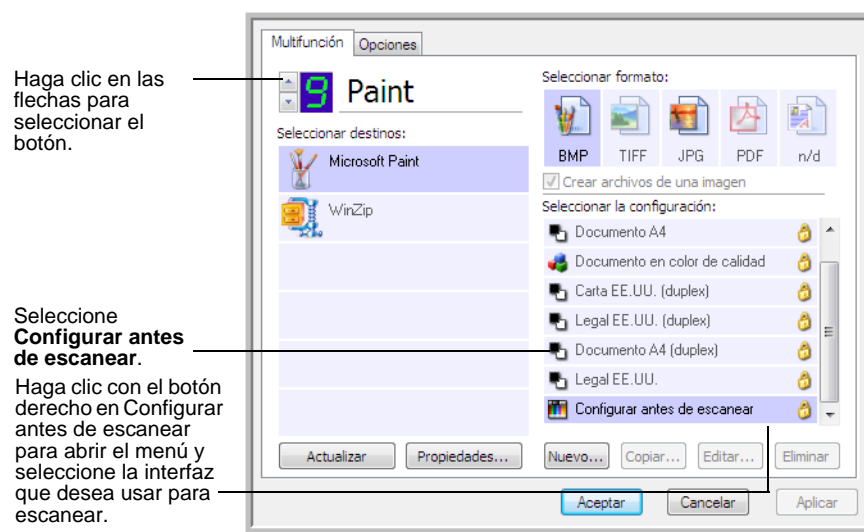 Haga clic en las
flechas para
seleccionar el
botón.
Seleccione
Configurar antes
de escanear.
Haga clic con el botón
derecho en Configurar
antes de escanear
para abrir el menú y
seleccione la interfaz
que desea usar para
escanear.
Multifunción
Opciones
9
Paint
Seleccionar destinos:
Microsoft Paint
WinZip
Actualizar
Propiedades...
Seleccionar formato:
BMP
TIFF
JPG
PDF
n/d
Crear archivos de una imagen
Seleccionar la configuración:
Documento A4
Documento en color de calidad
Carta EE.UU. (duplex)
Legal EE.UU. (duplex)
Documento A4 (duplex)
Legal EE.UU.
Configurar antes de escanear
Nuevo...
Copiar...
Editar...
Eliminar
Aceptar
Cancelar
Aplicar